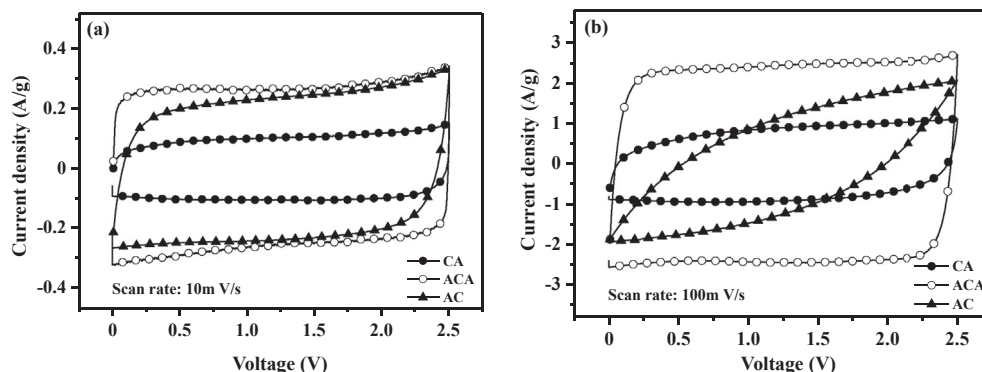 (a)
Current density (A/g)
0.4
0.2
0
-0.2
-0.4
CA
ACA
AC
Scan rate: 10m V/s
0 0.5 1.0 1.5 2.0 2.5
Voltage (V)
(b)
Current density (A/g)
3
2
1
0
-1
-2
-3
CA
ACA
AC
Scan rate: 100m V/s
0 0.5 1.0 1.5 2.0 2.5
Voltage (V)